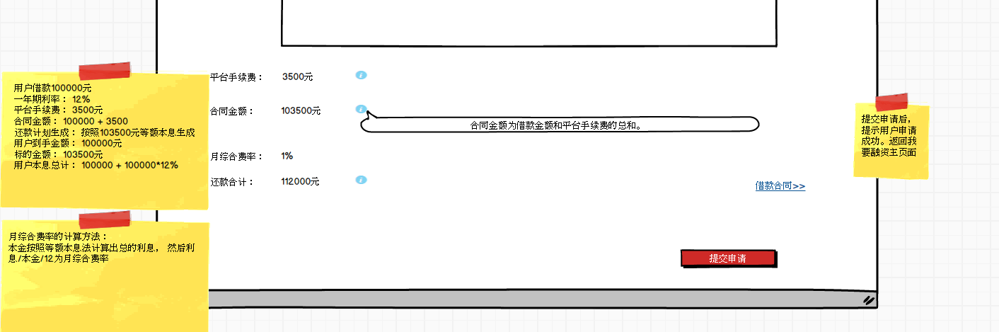 用户借款100000元
一年期利率： 12%
平台手续费： 3500元
合同金额： 100000 + 3500
还款计划生成： 按照103500元等额本息生成
用户到手金额： 100000元
标的金额： 103500元
用户本息总计： 100000 + 100000*12%
月综合费率的计算方法：
本金按照等额本息法计算出总的利息， 然后利
息/本金/12为月综合费率
平台手续费： 3500元
合同金额： 103500元
合同金额为借款金额和平台手续费的总和。
月综合费率： 1%
还款合计： 112000元
借款合同>>
提交申请
提交申请后，
提示用户申请
成功。返回我
要融资主页面